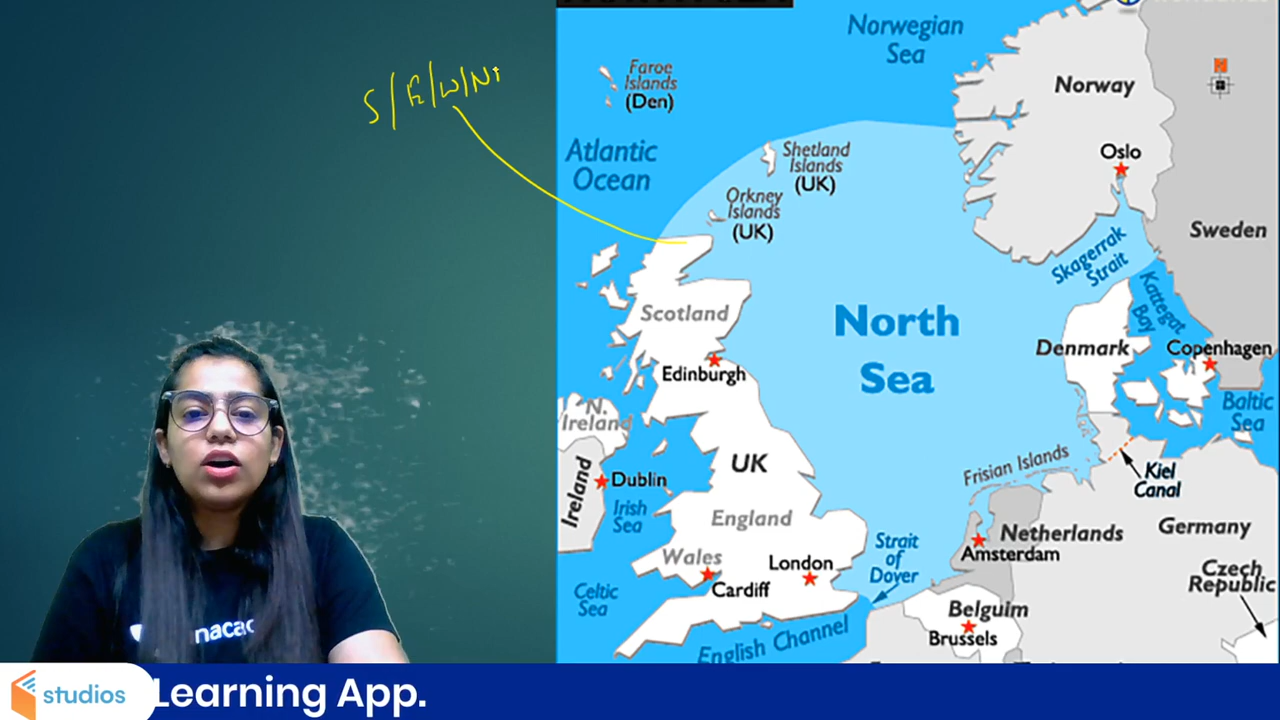 Norwegian
Sea
Faroe
Islands
(Den)
Norway
S/E/W/NI
Oslo
Atlantic
Ocean
Shetland
Islands
(UK)
Orkney
Islands
(UK)
Sweden
Skagerrak
Strait
Kattegat
Bay
Scotland
North
Sea
Denmark
Copenhagen
Edinburgh
Baltic
Sea
N.
Ireland
UK
Frisian Islands
Kiel
Canal
Ireland
Dublin
Irish
Sea
England
Netherlands
Germany
Strait
of
Dover
Amsterdam
Wales
London
Czech
Republic
Cardiff
Celtic
Sea
Belguim
Brussels
English Channel
nacac
studios
Learning App.